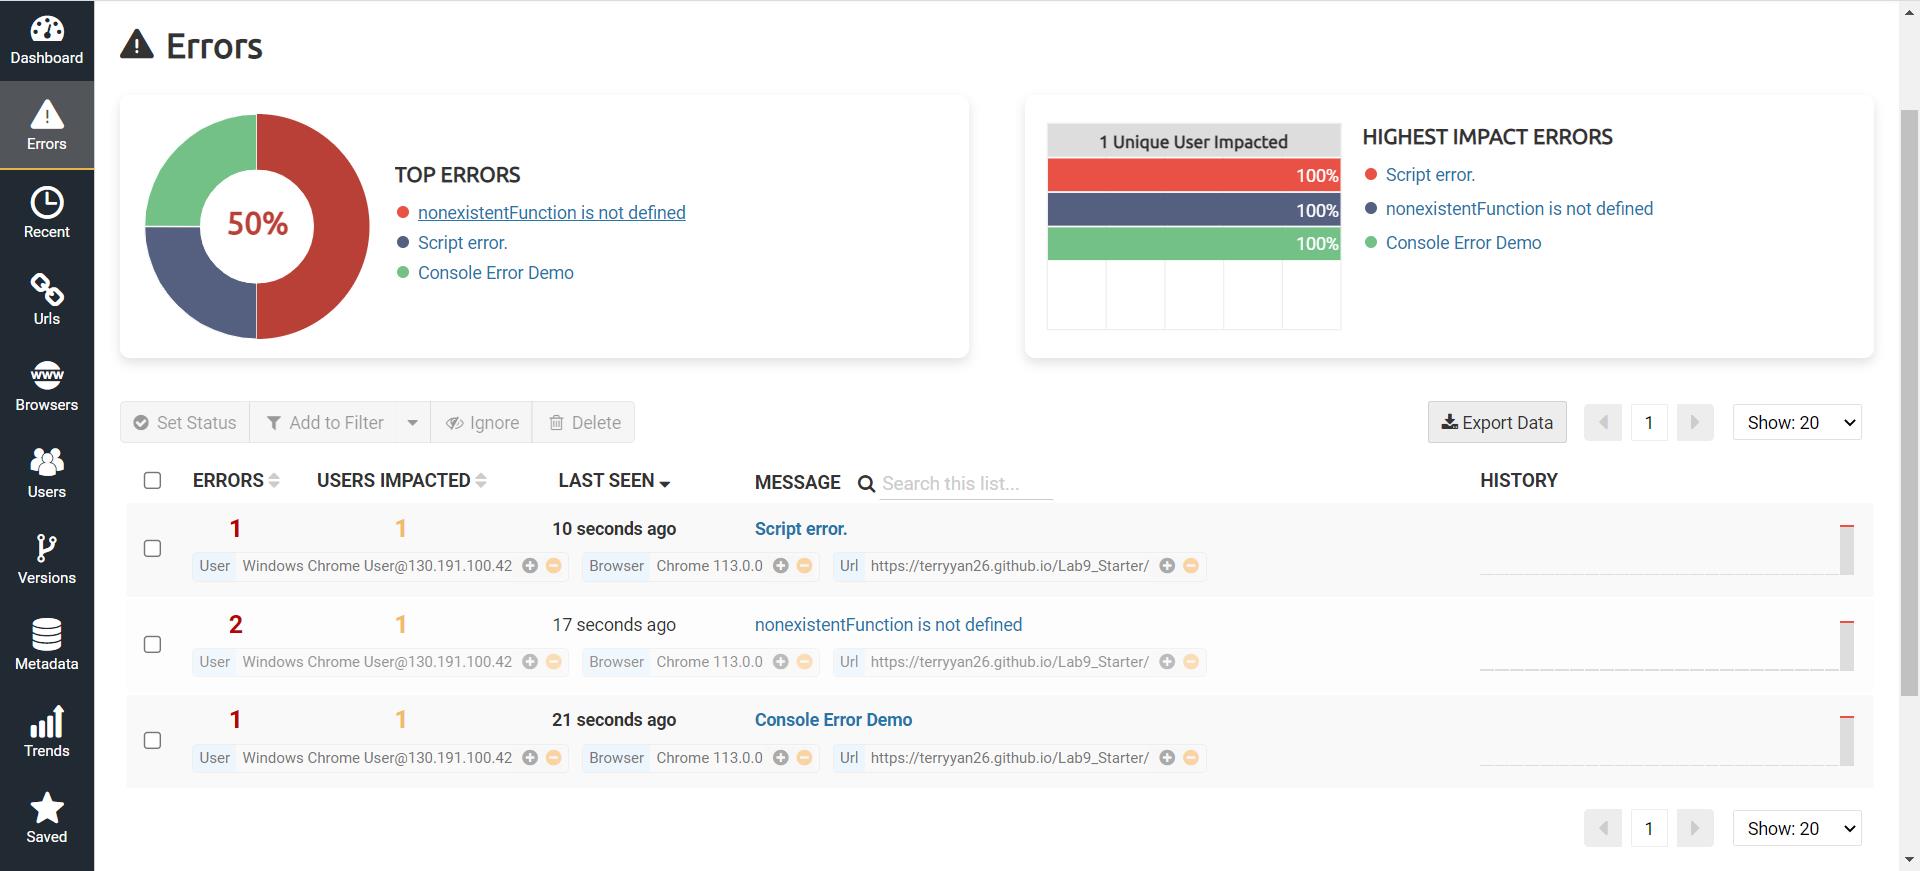 Dashboard
Errors
Recent
Urls
www
Browsers
Users
Versions
Metadata
Trends
Saved
Errors
50%
TOP ERRORS
nonexistentFunction is not defined
Script error.
Console Error Demo
1 Unique User Impacted
100%
100%
100%
HIGHEST IMPACT ERRORS
Script error.
nonexistentFunction is not defined
Console Error Demo
Set Status Add to Filter Ignore Delete
Export Data 1 Show: 20
ERRORS USERS IMPACTED LAST SEEN MESSAGE Search this list... HISTORY
1 1 10 seconds ago Script error.
User Windows Chrome User@130.191.100.42 Browser Chrome 113.0.0 Url https://terryyan26.github.io/Lab9_Starter/
2 1 17 seconds ago nonexistentFunction is not defined
User Windows Chrome User@130.191.100.42 Browser Chrome 113.0.0 Url https://terryyan26.github.io/Lab9_Starter/
1 1 21 seconds ago Console Error Demo
User Windows Chrome User@130.191.100.42 Browser Chrome 113.0.0 Url https://terryyan26.github.io/Lab9_Starter/
1 Show: 20